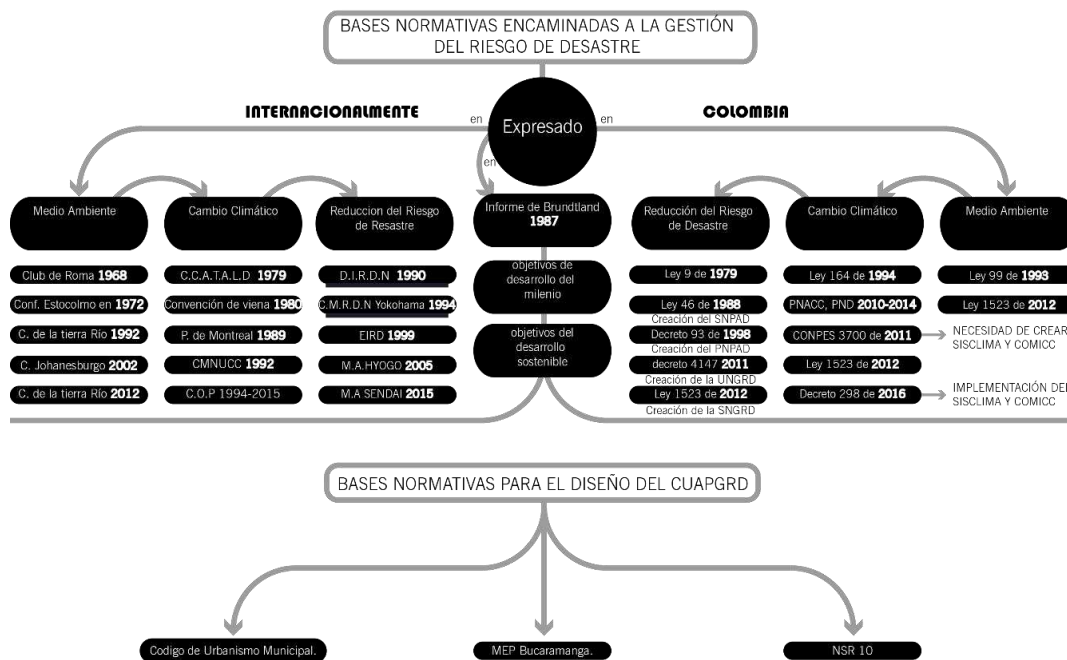 BASES NORMATIVAS ENCAMINADAS A LA GESTIÓN
DEL RIESGO DE DESASTRE
INTERNACIONALMENTE
en
Expresado
en
COLOMBIA
en
Medio Ambiente
Club de Roma 1968
Conf. Estocolmo en 1972
C. de la tierra Río 1992
C. Johanesburgo 2002
C. de la tierra Río 2012
Cambio Climático
C.C.A.T.A.L.D 1979
Convención de viena 1980
P. de Montreal 1989
CMNUCC 1992
C.O.P 1994-2015
Reduccion del Riesgo
de Resastre
D.I.R.D.N 1990
C.M.R.D.N Yokohama 1994
EIRD 1999
M.A.HYOGO 2005
M.A SENDAI 2015
Informe de Brundtland
1987
objetivos de
desarrollo del
milenio
objetivos del
desarrollo
sostenible
Reducción del Riesgo
de Desastre
Ley 9 de 1979
Ley 46 de 1988
Creación del SNPAD
Decreto 93 de 1998
Creación del PNPAD
decreto 4147 2011
Creación de la UNGRD
Ley 1523 de 2012
Creación de la SNGRD
Cambio Climático
Ley 164 de 1994
PNACC, PND 2010-2014
CONPES 3700 de 2011
Ley 1523 de 2012
Decreto 298 de 2016
Medio Ambiente
Ley 99 de 1993
Ley 1523 de 2012
NECESIDAD DE CREAR
SISCLIMA Y COMICC
IMPLEMENTACIÓN DEL
SISCLIMA Y COMICC
BASES NORMATIVAS PARA EL DISEÑO DEL CUAPGRD
Codigo de Urbanismo Municipal.
MEP Bucaramanga.
NSR 10